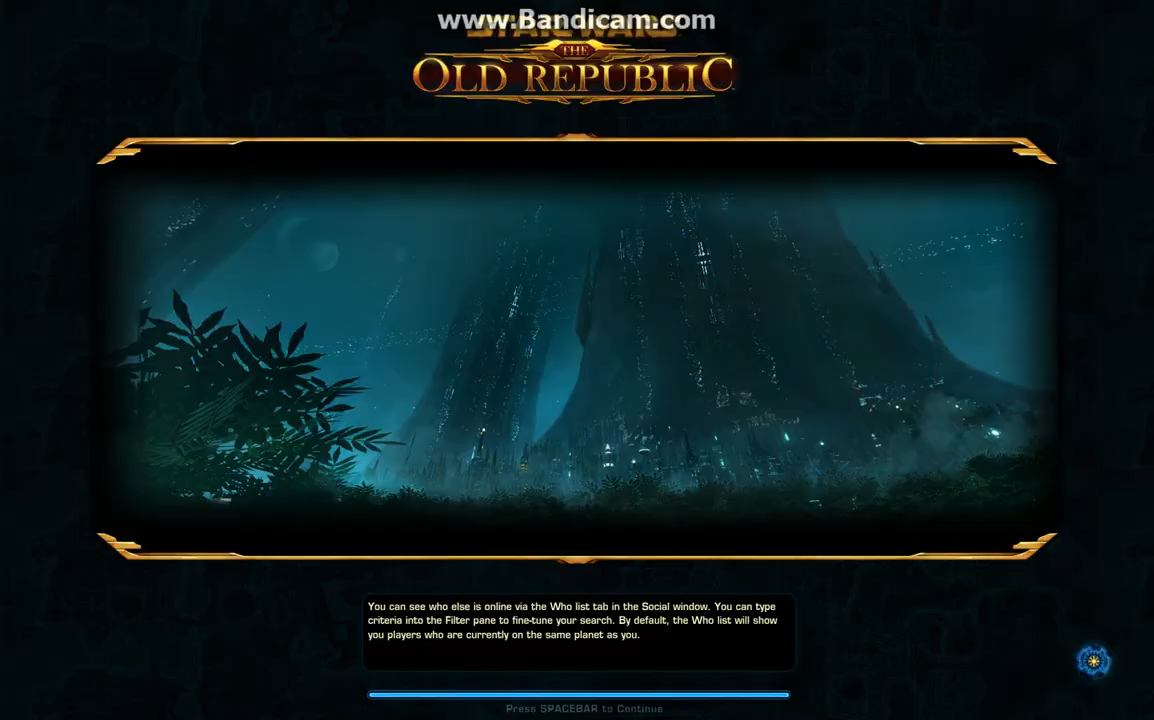 www.Bandicam.com
STAR WARS
THE
OLD REPUBLIC
You can see who else is online via the Who list tab in the Social window. You can type
criteria into the Filter pane to fine-tune your search. By default, the Who list will show
you players who are currently on the same planet as you.
Press SPACEBAR to Continue